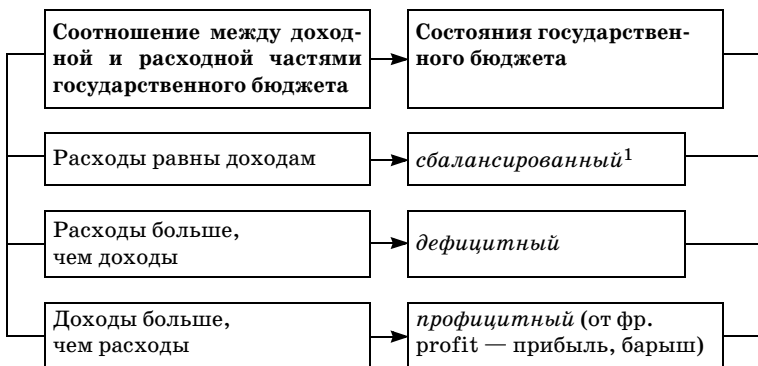 Соотношение между доход-
ной и расходной частями
государственного бюджета
Состояния государствен-
ного бюджета
Расходы равны доходам
сбалансированный1
Расходы больше,
чем доходы
дефицитный
Доходы больше,
чем расходы
профицитный (от фр.
profit — прибыль, барыш)